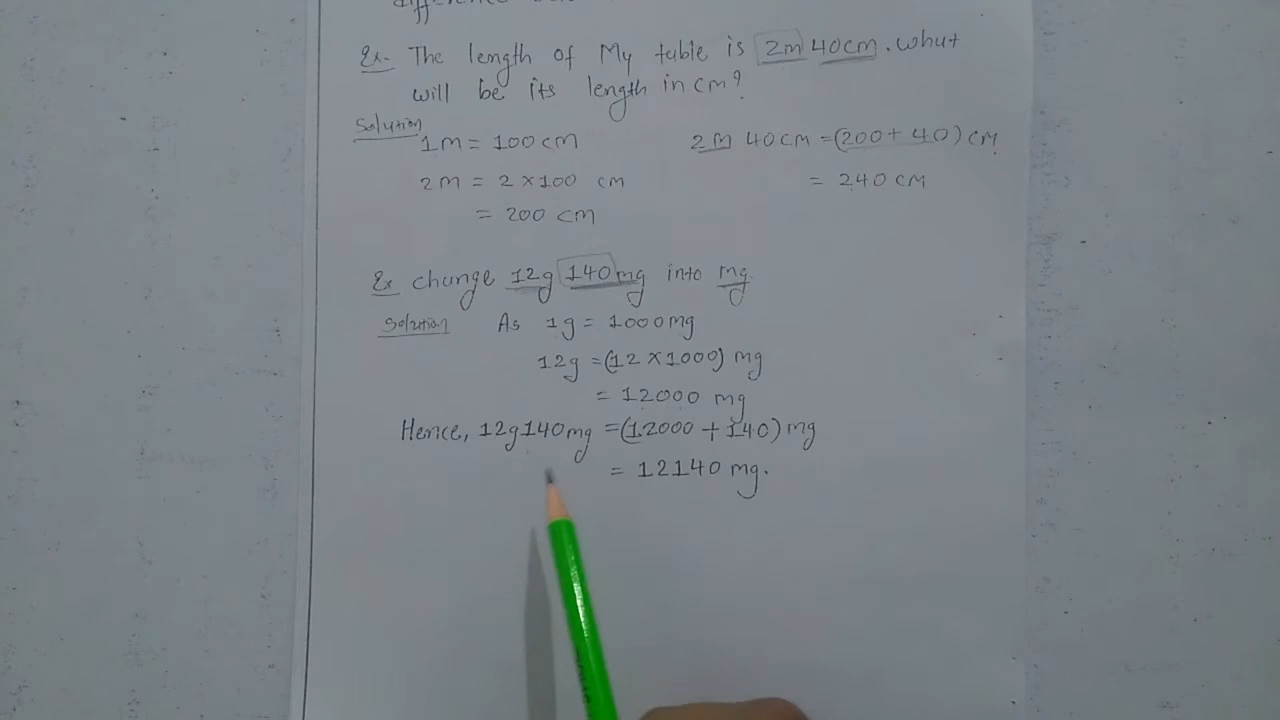 difference
Ex- The length of My table is 2m 40cm. What
will be its length in cm?
Solution
1m = 100 cm
2m = 2 × 100 cm
= 200 cm
2m 40cm = (200 + 40) cm
= 240 cm
Ex change 12g 140mg into mg.
Solution As 1g = 1000mg
12g = (12 × 1000) mg
= 12000 mg
Hence, 12g140mg = (12000 + 140) mg
= 12140 mg.